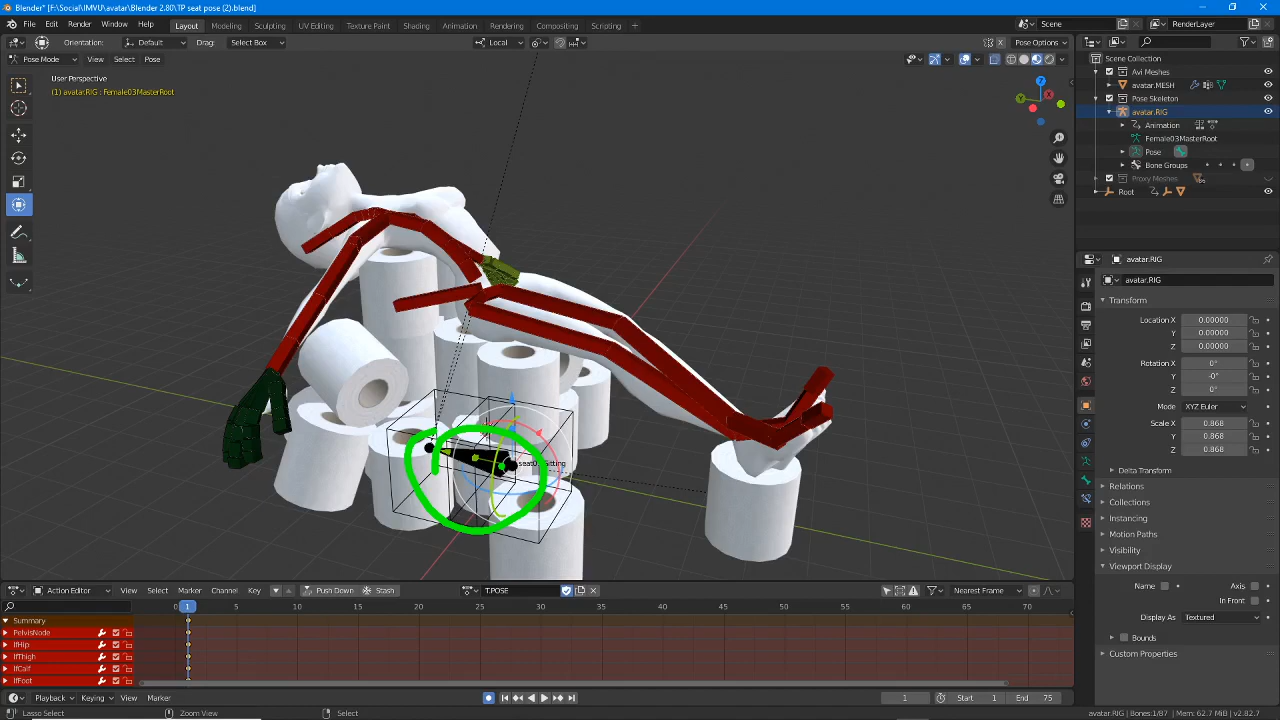 Blender* [F:\Social\IMVU\avatar\Blender 2.80\TP seat pose (2).blend]
File Edit Render Window Help Layout Modeling Sculpting UV Editing Texture Paint Shading Animation Rendering Compositing Scripting + Scene RenderLayer
Orientation: Default Drag: Select Box Local Pose Options
Pose Mode View Select Pose
User Perspective
(1) avatar.RIG : Female03MasterRoot
Scene Collection
Avi Meshes
avatar.MESH
Pose Skeleton
avatar.RIG
Animation
Female03MasterRoot
Pose
Bone Groups
Proxy Meshes
Root
Z
Y
X
avatar.RIG
avatar.RIG
Transform
Location X 0.00000
Y 0.00000
Z 0.00000
Rotation X 0°
Y -0°
Z 0°
Mode XYZ Euler
Scale X 0.868
Y 0.868
Z 0.868
Delta Transform
Relations
Collections
Instancing
Motion Paths
Visibility
Viewport Display
Name Axis
In Front
Display As Textured
Bounds
Custom Properties
Action Editor View Select Marker Channel Key Push Down Stash T.POSE Nearest Frame
0 1 5 10 15 20 25 30 35 40 45 50 55 60 65 70
Summary
PelvisNode
lfHip
lfThigh
lfCalf
lfFoot
Playback Keying View Marker 1 Start 1 End 75
Lasso Select Zoom View Select avatar.RIG | Bones:1/87 | Mem: 62.7 MiB | v2.82.7